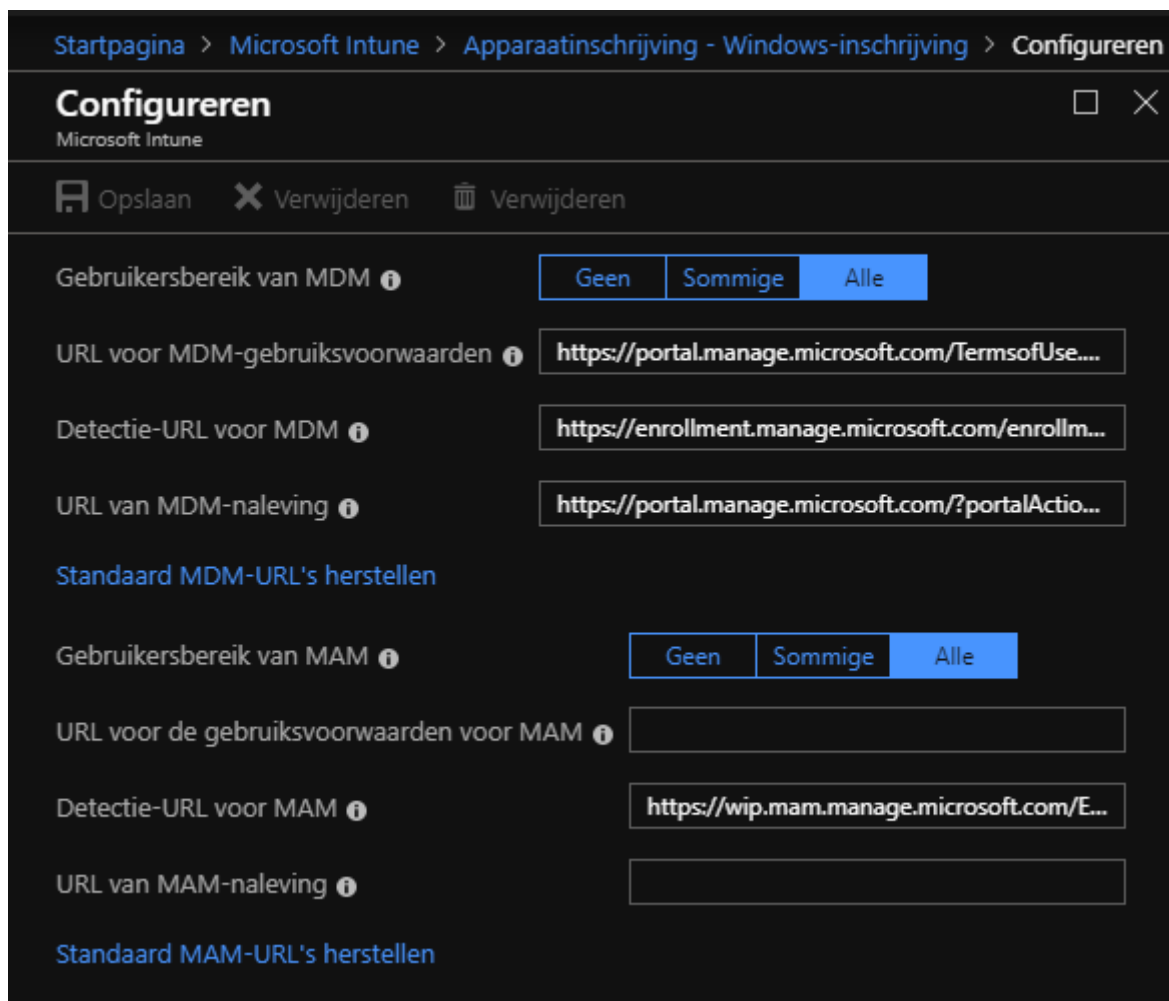 Startpagina > Microsoft Intune > Apparaatinschrijving - Windows-inschrijving > Configureren
Configureren
Microsoft Intune
Opslaan Verwijderen Verwijderen
Gebruikersbereik van MDM Geen Sommige Alle
URL voor MDM-gebruiksvoorwaarden https://portal.manage.microsoft.com/TermsofUse....
Detectie-URL voor MDM https://enrollment.manage.microsoft.com/enrollm...
URL van MDM-naleving https://portal.manage.microsoft.com/?portalActio...
Standaard MDM-URL's herstellen
Gebruikersbereik van MAM Geen Sommige Alle
URL voor de gebruiksvoorwaarden voor MAM
Detectie-URL voor MAM https://wip.mam.manage.microsoft.com/E...
URL van MAM-naleving
Standaard MAM-URL's herstellen